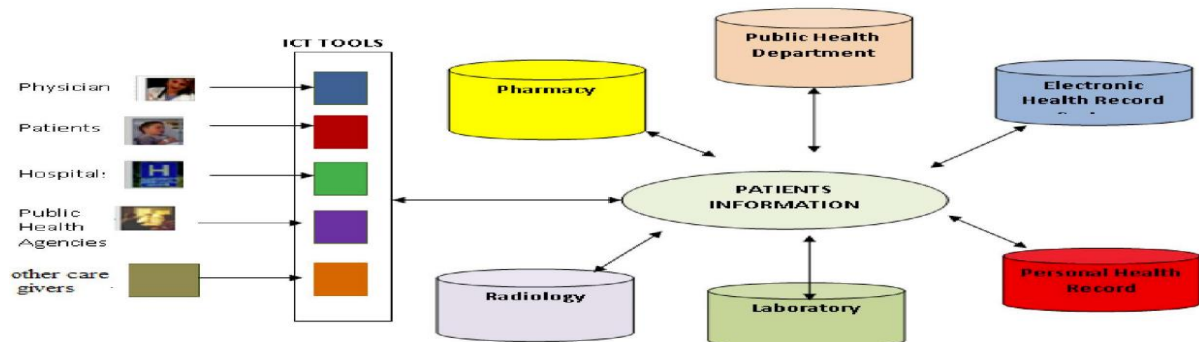 ICT TOOLS
Physician
Patients
Hospitals
Public
Health
Agencies
other care
givers
Pharmacy
Public Health
Department
Electronic
Health Record
PATIENTS
INFORMATION
Radiology
Laboratory
Personal Health
Record
H